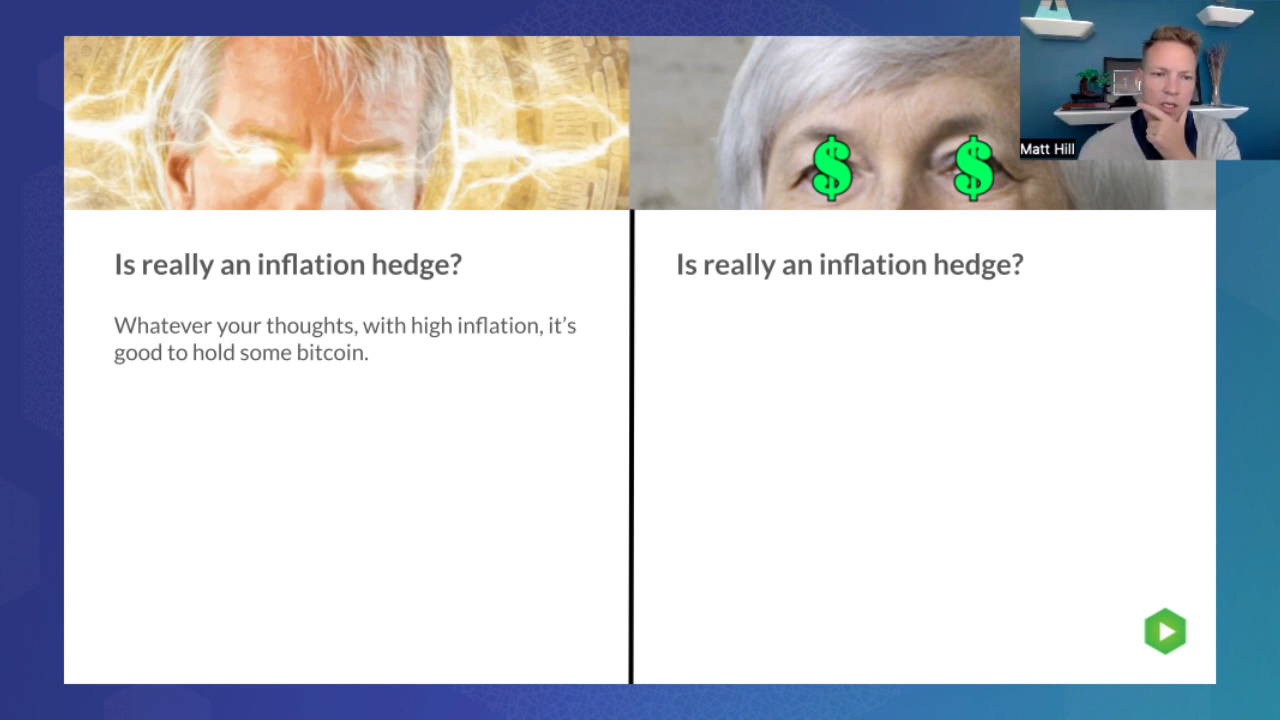 Matt Hill
$ $
Is really an inflation hedge?
Whatever your thoughts, with high inflation, it’s
good to hold some bitcoin.
Is really an inflation hedge?